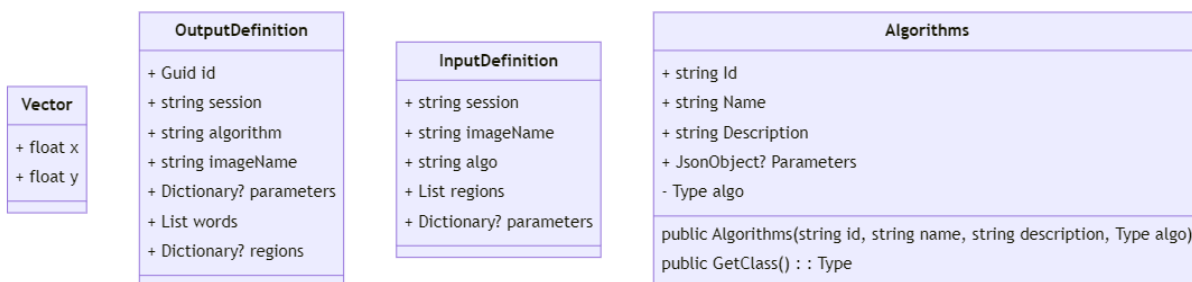 Vector
+ float x
+ float y
OutputDefinition
+ Guid id
+ string session
+ string algorithm
+ string imageName
+ Dictionary? parameters
+ List words
+ Dictionary? regions
InputDefinition
+ string session
+ string imageName
+ string algo
+ List regions
+ Dictionary? parameters
Algorithms
+ string Id
+ string Name
+ string Description
+ JsonObject? Parameters
- Type algo
public Algorithms(string id, string name, string description, Type algo)
public GetClass() : : Type